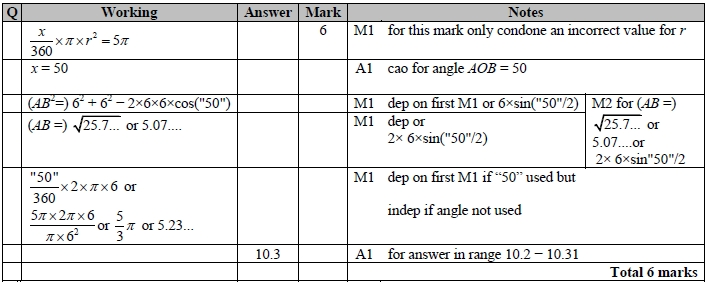 Q Working Answer Mark Notes
x/360 × π × r² = 5π 6 M1 for this mark only condone an incorrect value for r
x = 50 A1 cao for angle AOB = 50
(AB²=) 6² + 6² − 2×6×6×cos("50") M1 dep on first M1 or 6×sin("50"/2) M2 for (AB =)
(AB =) √25.7... or 5.07.... M1 dep or √25.7... or
2× 6×sin("50"/2) 5.07....or
2× 6×sin"50"/2
"50"/360 ×2×π×6 or M1 dep on first M1 if “50” used but
5π×2π×6/π×6² or 5/3 π or 5.23... indep if angle not used
10.3 A1 for answer in range 10.2 − 10.31
Total 6 marks